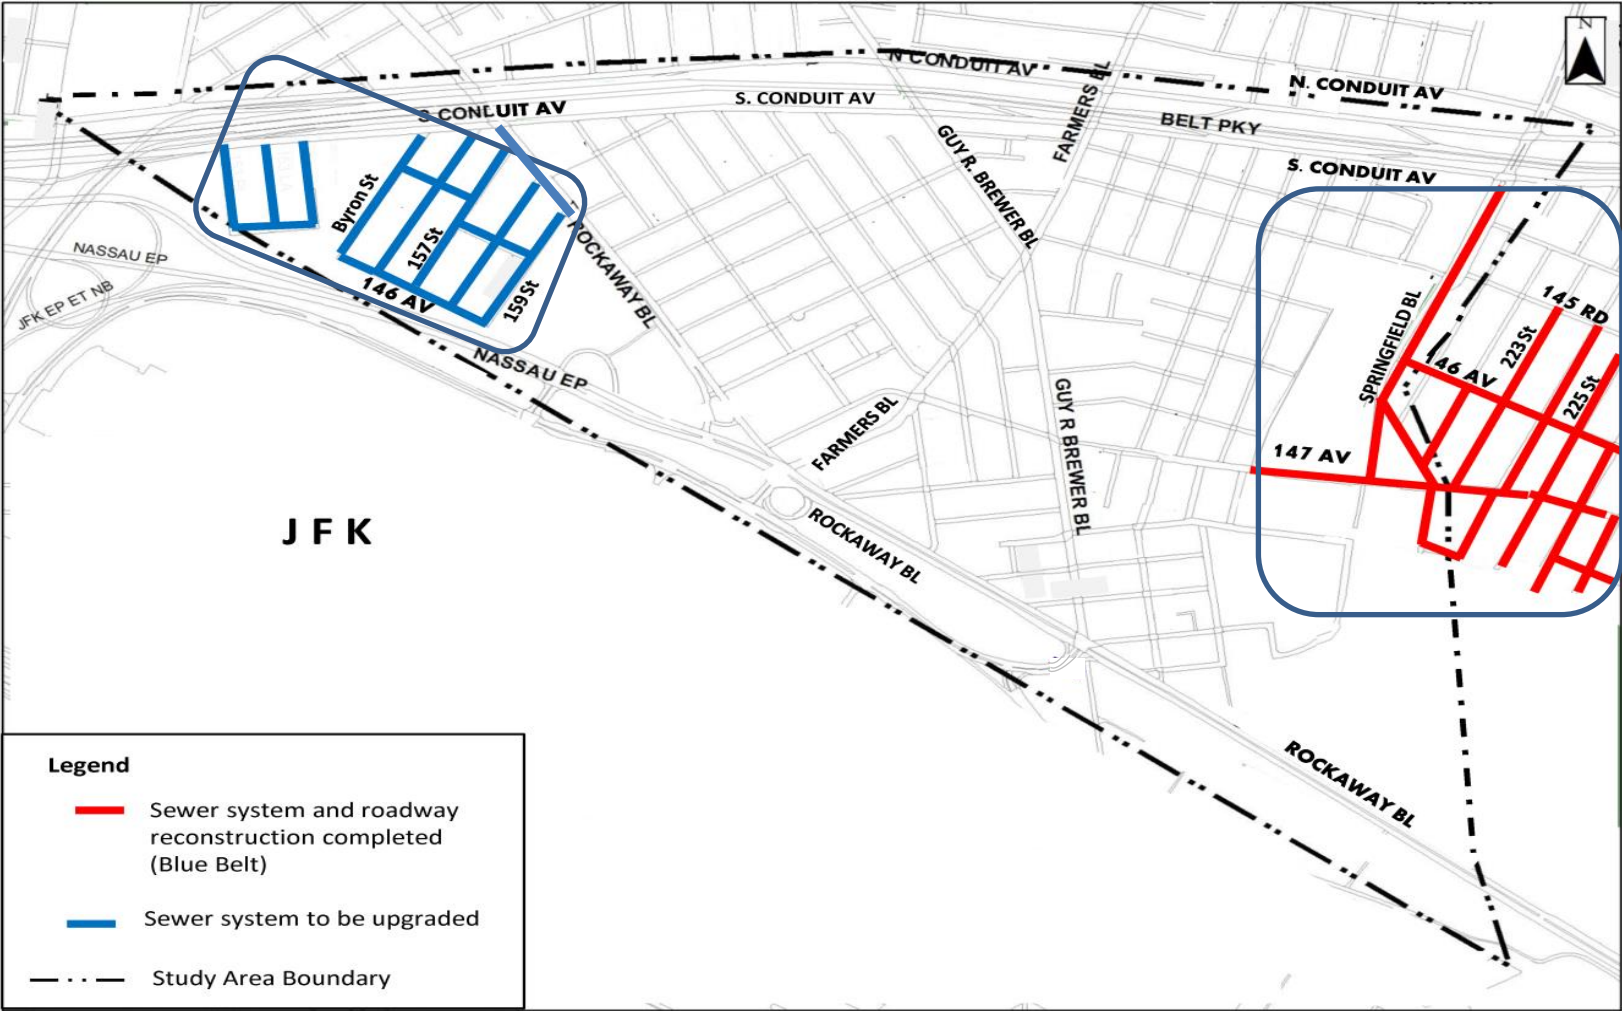 N
N CONDUIT AV
N. CONDUIT AV
S CONDUIT AV
S. CONDUIT AV
FARMERS BL
BELT PKY
S. CONDUIT AV
GUY R. BREWER BL
Byron St
157 St
159 St
146 AV
ROCKAWAY BL
NASSAU EP
JFK EP ET NB
NASSAU EP
SPRINGFIELD BL
145 RD
223 St
146 AV
225 St
147 AV
FARMERS BL
GUY R BREWER BL
JFK
ROCKAWAY BL
ROCKAWAY BL
Legend
Sewer system and roadway
reconstruction completed
(Blue Belt)
Sewer system to be upgraded
Study Area Boundary